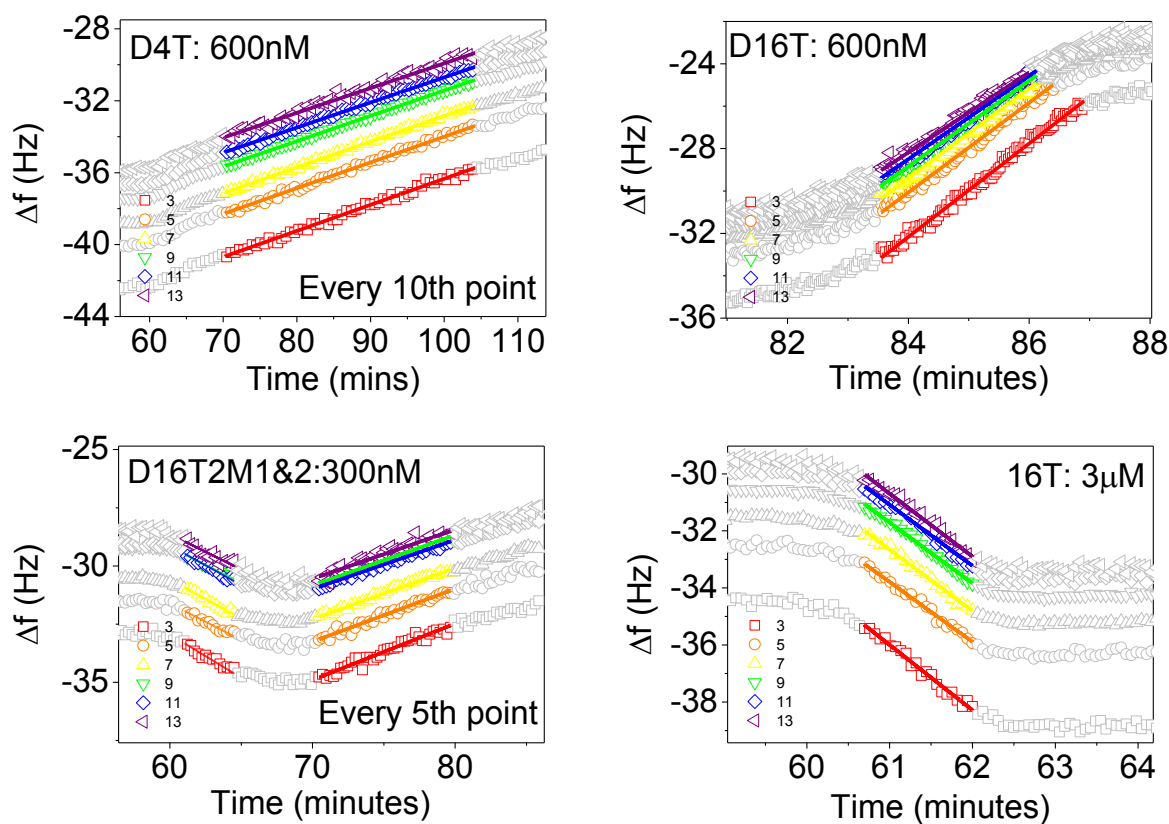 D4T: 600nM
-28
-32
-36
-40
-44
Δf (Hz)
3
5
7
9
11
13
Every 10th point
60 70 80 90 100 110
Time (mins)
D16T: 600nM
-24
-28
-32
-36
Δf (Hz)
3
5
7
9
11
13
82 84 86 88
Time (minutes)
D16T2M1&2:300nM
-25
-30
-35
Δf (Hz)
3
5
7
9
11
13
Every 5th point
60 70 80
Time (minutes)
16T: 3μM
-30
-32
-34
-36
-38
Δf (Hz)
3
5
7
9
11
13
60 61 62 63 64
Time (minutes)